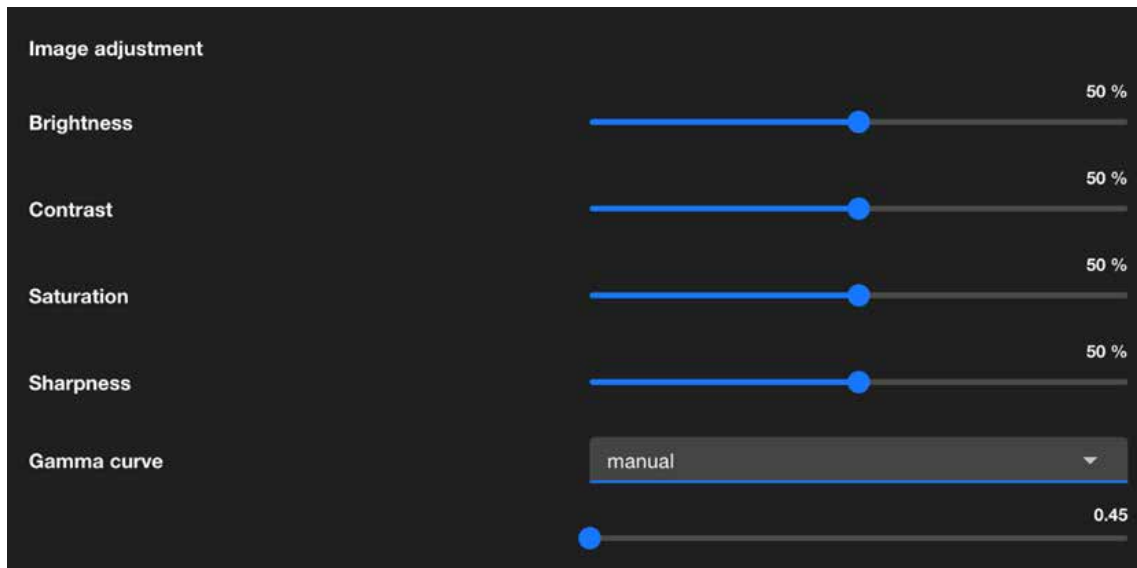 Image adjustment
50 %
Brightness
50 %
Contrast
50 %
Saturation
50 %
Sharpness
Gamma curve
manual
0.45